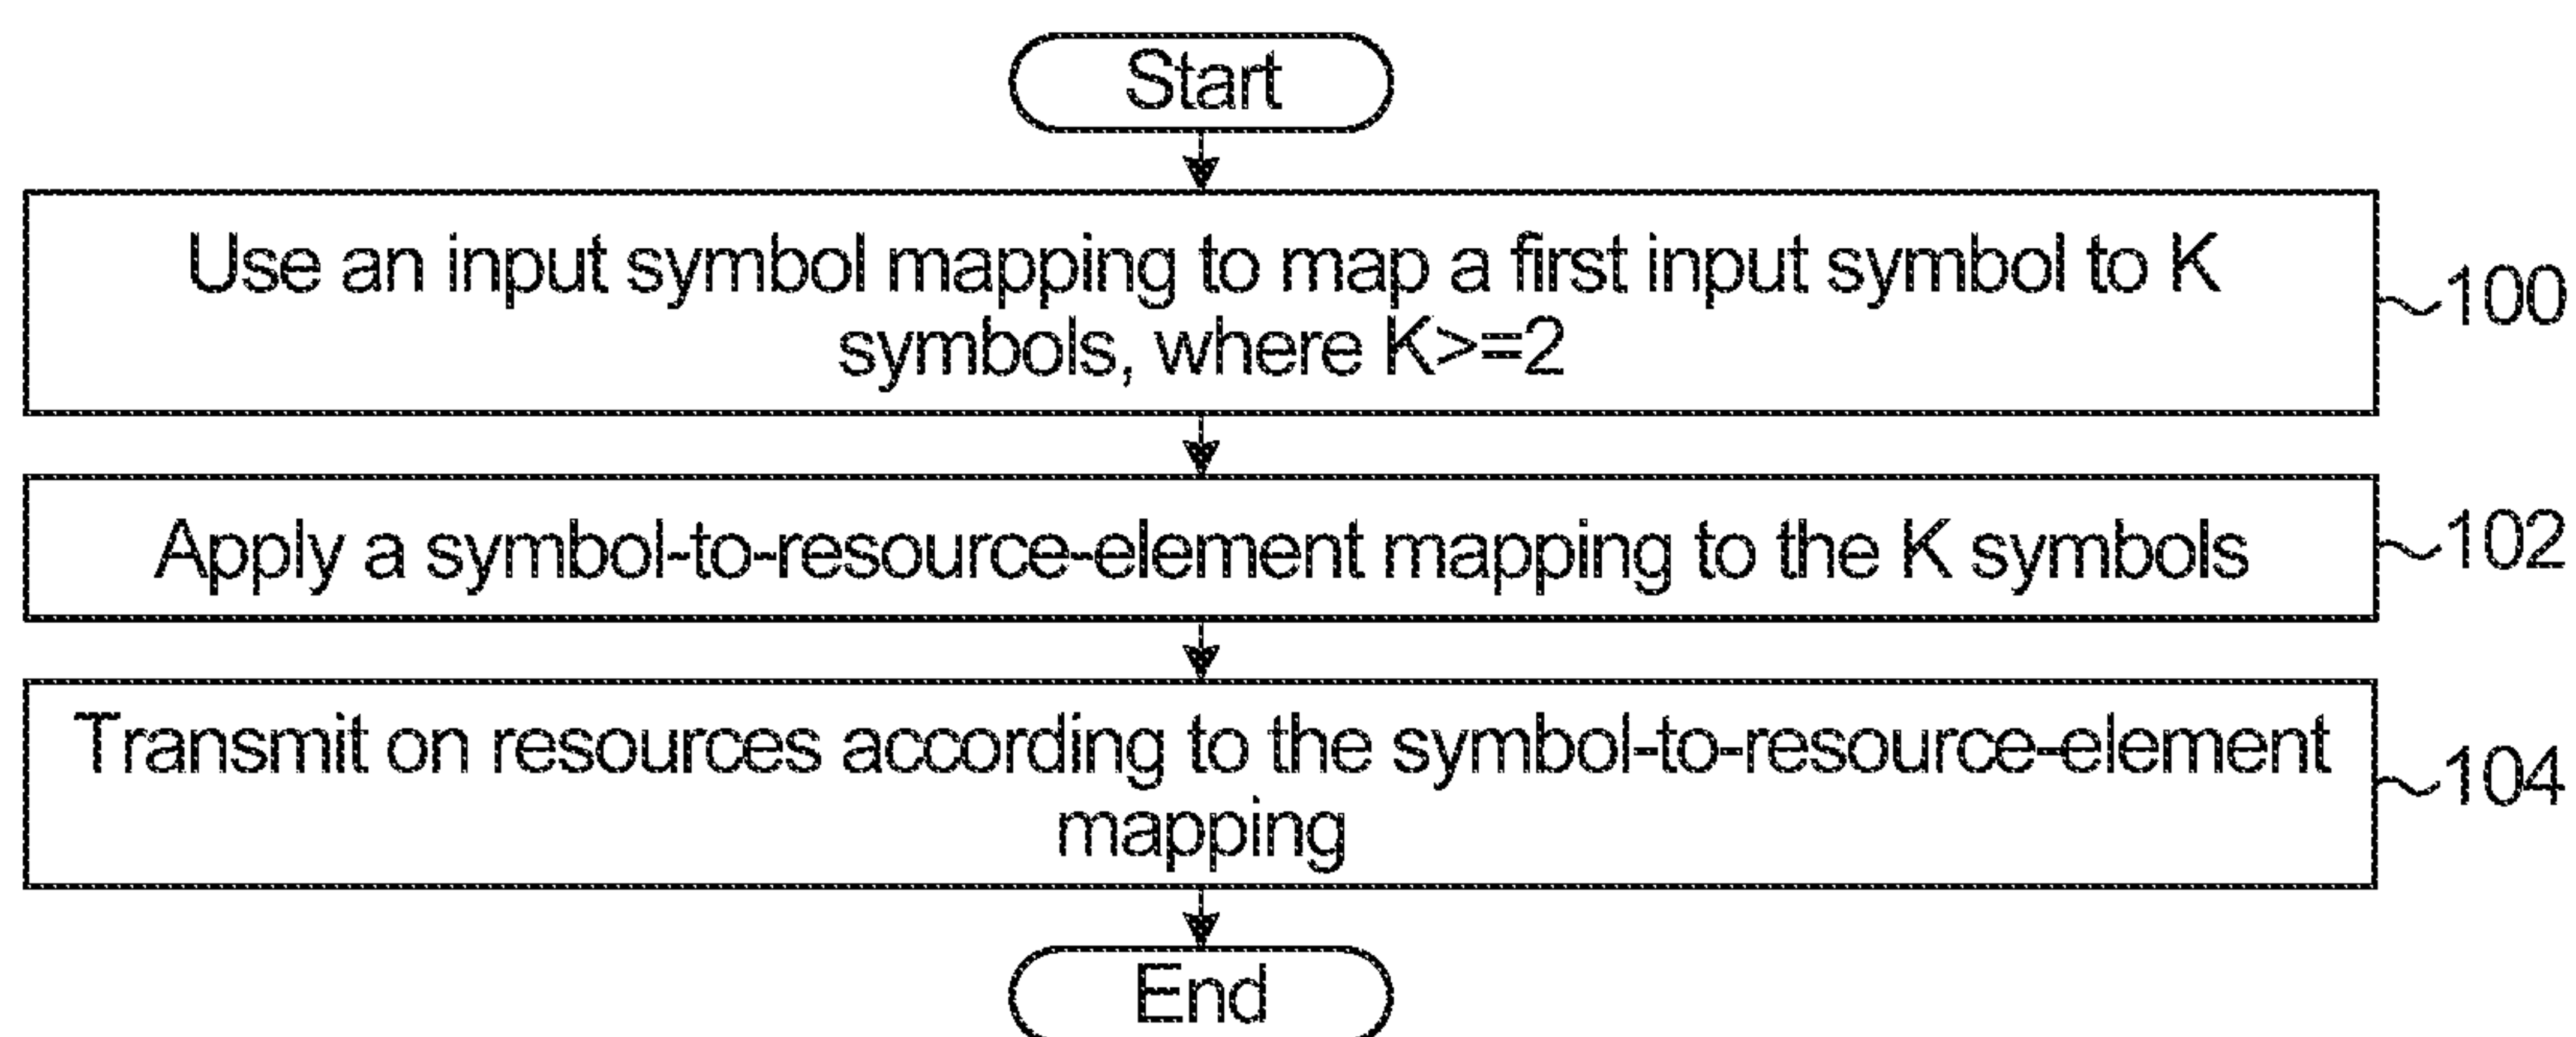 Start
Use an input symbol mapping to map a first input symbol to K
symbols, where K>=2
100
Apply a symbol-to-resource-element mapping to the K symbols
102
Transmit on resources according to the symbol-to-resource-element
mapping
104
End